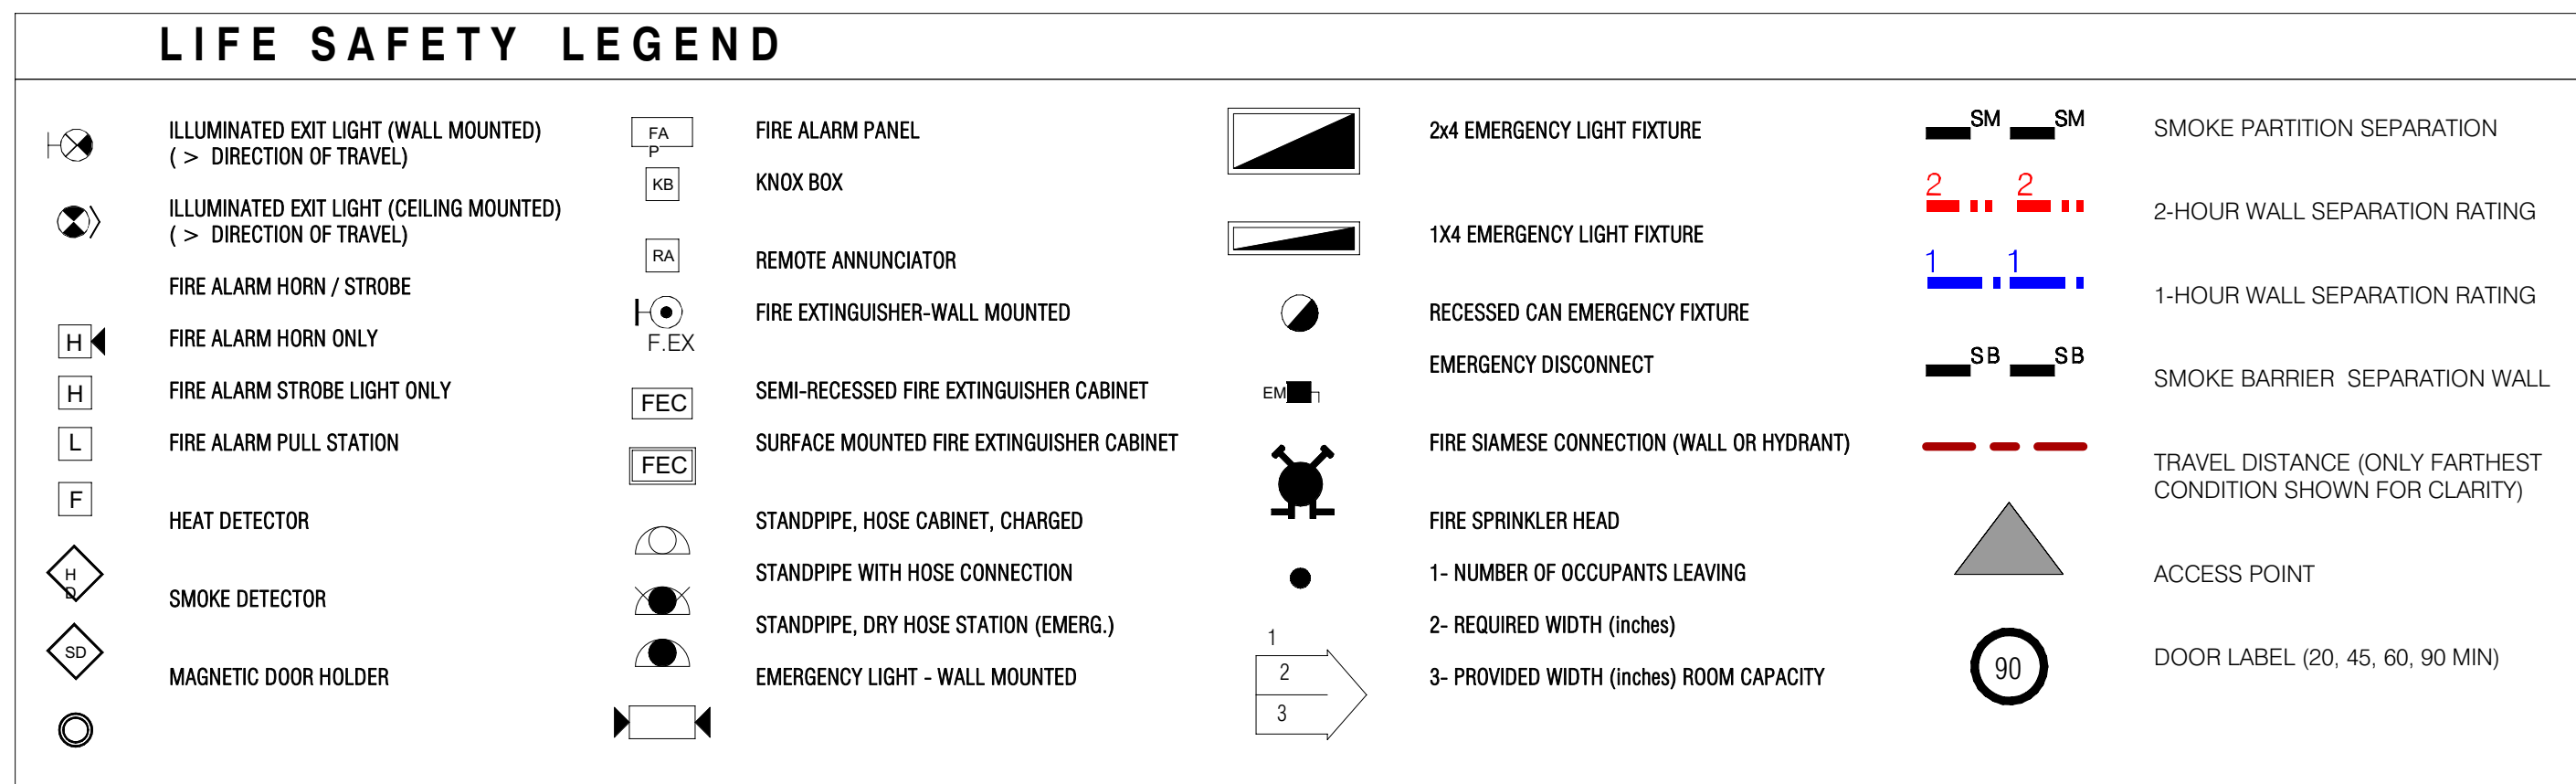 LIFE SAFETY LEGEND
ILLUMINATED EXIT LIGHT (WALL MOUNTED)
( > DIRECTION OF TRAVEL)
ILLUMINATED EXIT LIGHT (CEILING MOUNTED)
( > DIRECTION OF TRAVEL)
FIRE ALARM HORN / STROBE
H
FIRE ALARM HORN ONLY
H
FIRE ALARM STROBE LIGHT ONLY
L
FIRE ALARM PULL STATION
F
HEAT DETECTOR
H
D
SMOKE DETECTOR
SD
MAGNETIC DOOR HOLDER
FA
P
FIRE ALARM PANEL
KB
KNOX BOX
RA
REMOTE ANNUNCIATOR
FIRE EXTINGUISHER-WALL MOUNTED
F.EX
SEMI-RECESSED FIRE EXTINGUISHER CABINET
FEC
SURFACE MOUNTED FIRE EXTINGUISHER CABINET
FEC
STANDPIPE, HOSE CABINET, CHARGED
STANDPIPE WITH HOSE CONNECTION
STANDPIPE, DRY HOSE STATION (EMERG.)
EMERGENCY LIGHT - WALL MOUNTED
2x4 EMERGENCY LIGHT FIXTURE
1X4 EMERGENCY LIGHT FIXTURE
RECESSED CAN EMERGENCY FIXTURE
EMERGENCY DISCONNECT
EM
FIRE SIAMESE CONNECTION (WALL OR HYDRANT)
FIRE SPRINKLER HEAD
1- NUMBER OF OCCUPANTS LEAVING
2- REQUIRED WIDTH (inches)
3- PROVIDED WIDTH (inches) ROOM CAPACITY
1
2
3
SM SM
SMOKE PARTITION SEPARATION
2 2
2-HOUR WALL SEPARATION RATING
1 1
1-HOUR WALL SEPARATION RATING
SB SB
SMOKE BARRIER SEPARATION WALL
TRAVEL DISTANCE (ONLY FARTHEST
CONDITION SHOWN FOR CLARITY)
ACCESS POINT
90
DOOR LABEL (20, 45, 60, 90 MIN)